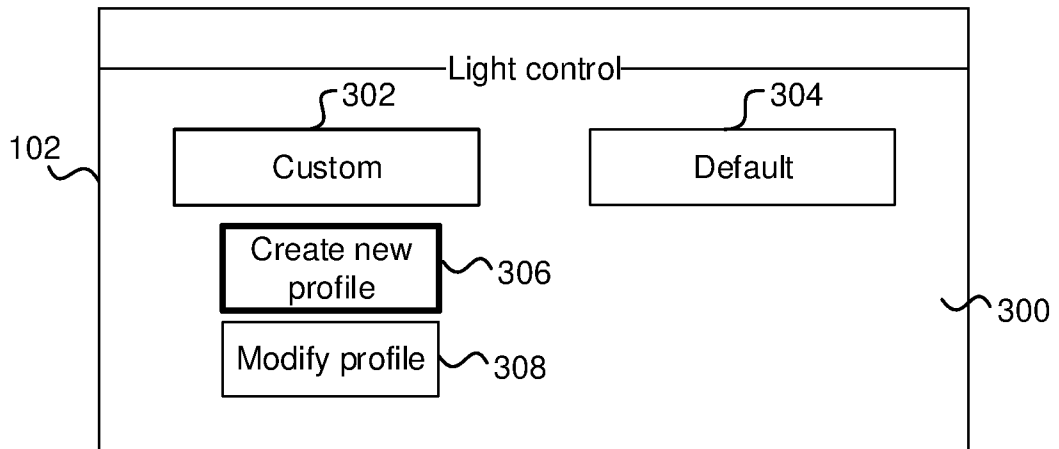 Light control
302
304
102
Custom
Default
Create new
profile
306
300
Modify profile
308